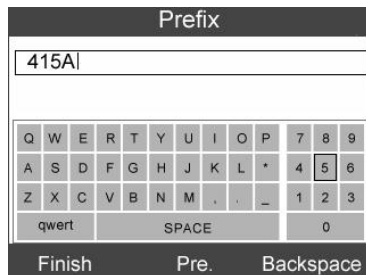 Prefix
415A
Q W E R T Y U I O P 7 8 9
A S D F G H J K L * 4 5 6
Z X C V B N M , . _ 1 2 3
qwert SPACE 0
Finish Pre. Backspace